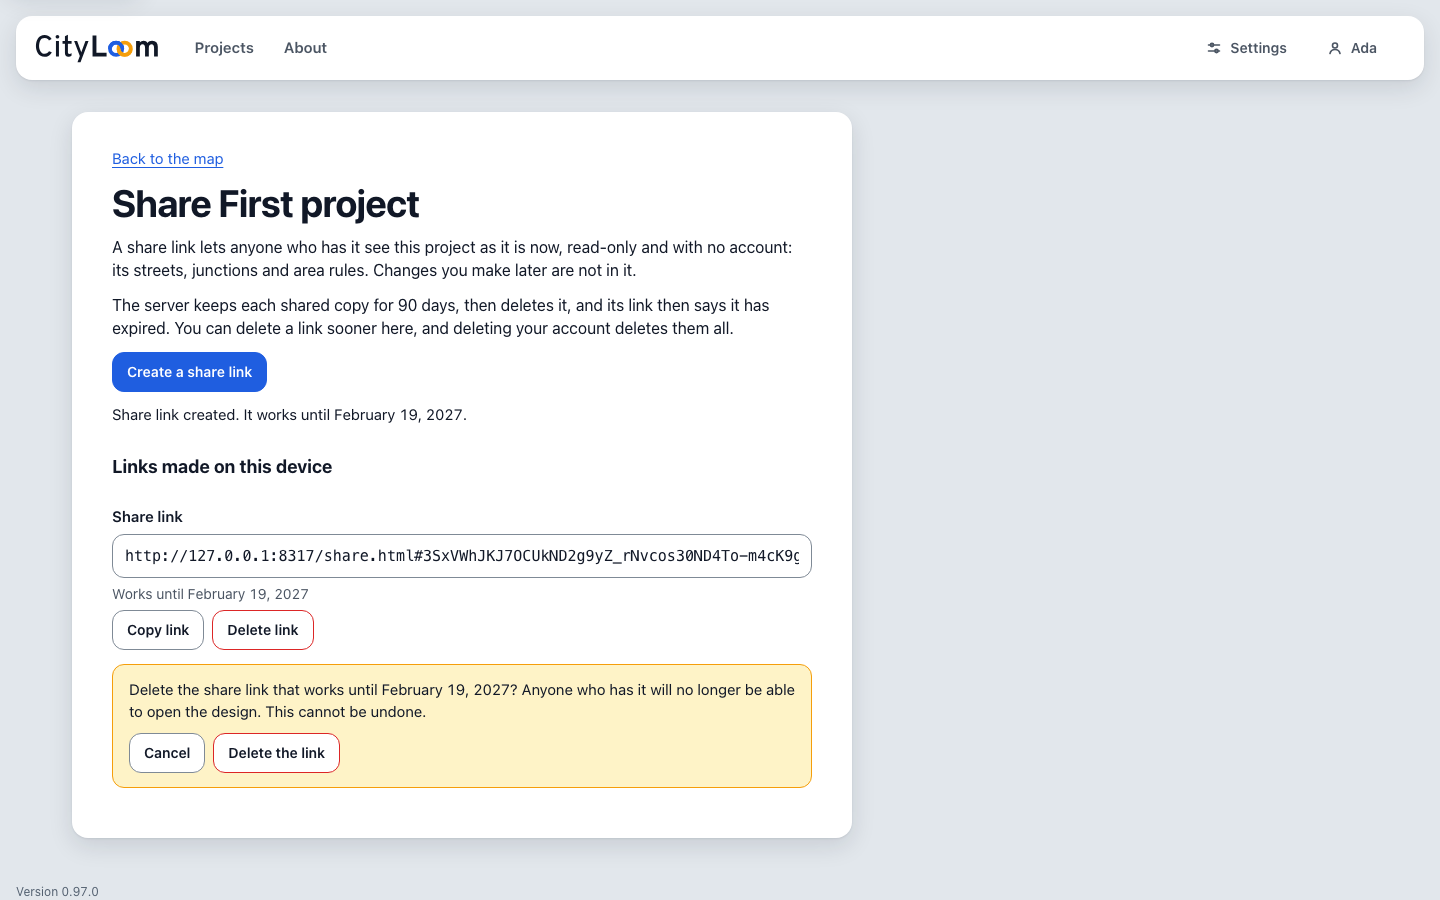 CityLoom
Projects
About
Settings
Ada
Back to the map
Share First project
A share link lets anyone who has it see this project as it is now, read-only and with no account:
its streets, junctions and area rules. Changes you make later are not in it.
The server keeps each shared copy for 90 days, then deletes it, and its link then says it has
expired. You can delete a link sooner here, and deleting your account deletes them all.
Create a share link
Share link created. It works until February 19, 2027.
Links made on this device
Share link
http://127.0.0.1:8317/share.html#3SxVWhJKJ7OCUkND2g9yZ_rNvcos30ND4To-m4cK9g
Works until February 19, 2027
Copy link
Delete link
Delete the share link that works until February 19, 2027? Anyone who has it will no longer be able
to open the design. This cannot be undone.
Cancel
Delete the link
Version 0.97.0